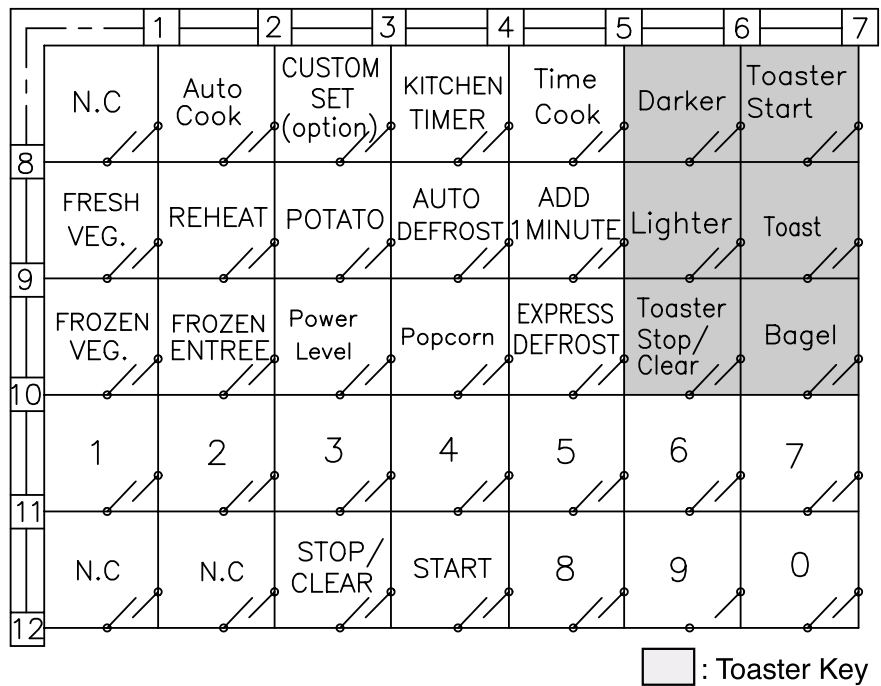 1 2 3 4 5 6 7
N.C
Auto
Cook
CUSTOM
SET
(option)
KITCHEN
TIMER
Time
Cook
Darker
Toaster
Start
8
FRESH
VEG.
REHEAT
POTATO
AUTO
DEFROST
ADD
1MINUTE
Lighter
Toast
9
FROZEN
VEG.
FROZEN
ENTREE
Power
Level
Popcorn
EXPRESS
DEFROST
Toaster
Stop/
Clear
Bagel
10
1 2 3 4 5 6 7
11
N.C
N.C
STOP/
CLEAR
START
8
9
0
12
: Toaster Key